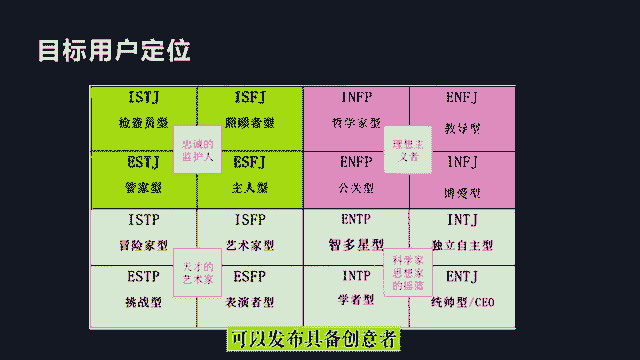 目标用户定位
ISTJ
ISFJ
INFP
ENFJ
检查员型
照顾者型
哲学家型
教导型
忠诚的
监护人
理想主
义者
ESTJ
ESFJ
ENFP
INFJ
管家型
主人型
公关型
博爱型
ISTP
ISFP
ENTP
INTJ
冒险家型
艺术家型
智多星型
独立自主型
天才的
艺术家
科学家
思想家
的摇篮
ESTP
ESFP
INTP
ENTJ
挑战型
表演者型
学者型
统帅型/CEO
可以发布具备创意者